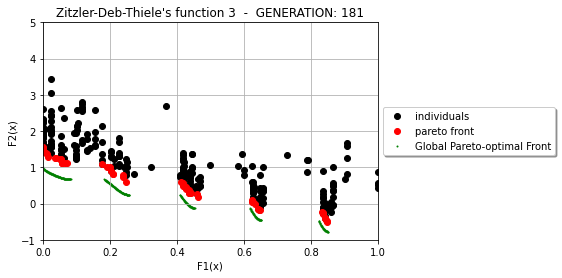 Zitzler-Deb-Thiele's function 3 - GENERATION: 181
5
4
3
2
1
0
−1
F2(x)
0.0 0.2 0.4 0.6 0.8 1.0
F1(x)
individuals
pareto front
Global Pareto-optimal Front